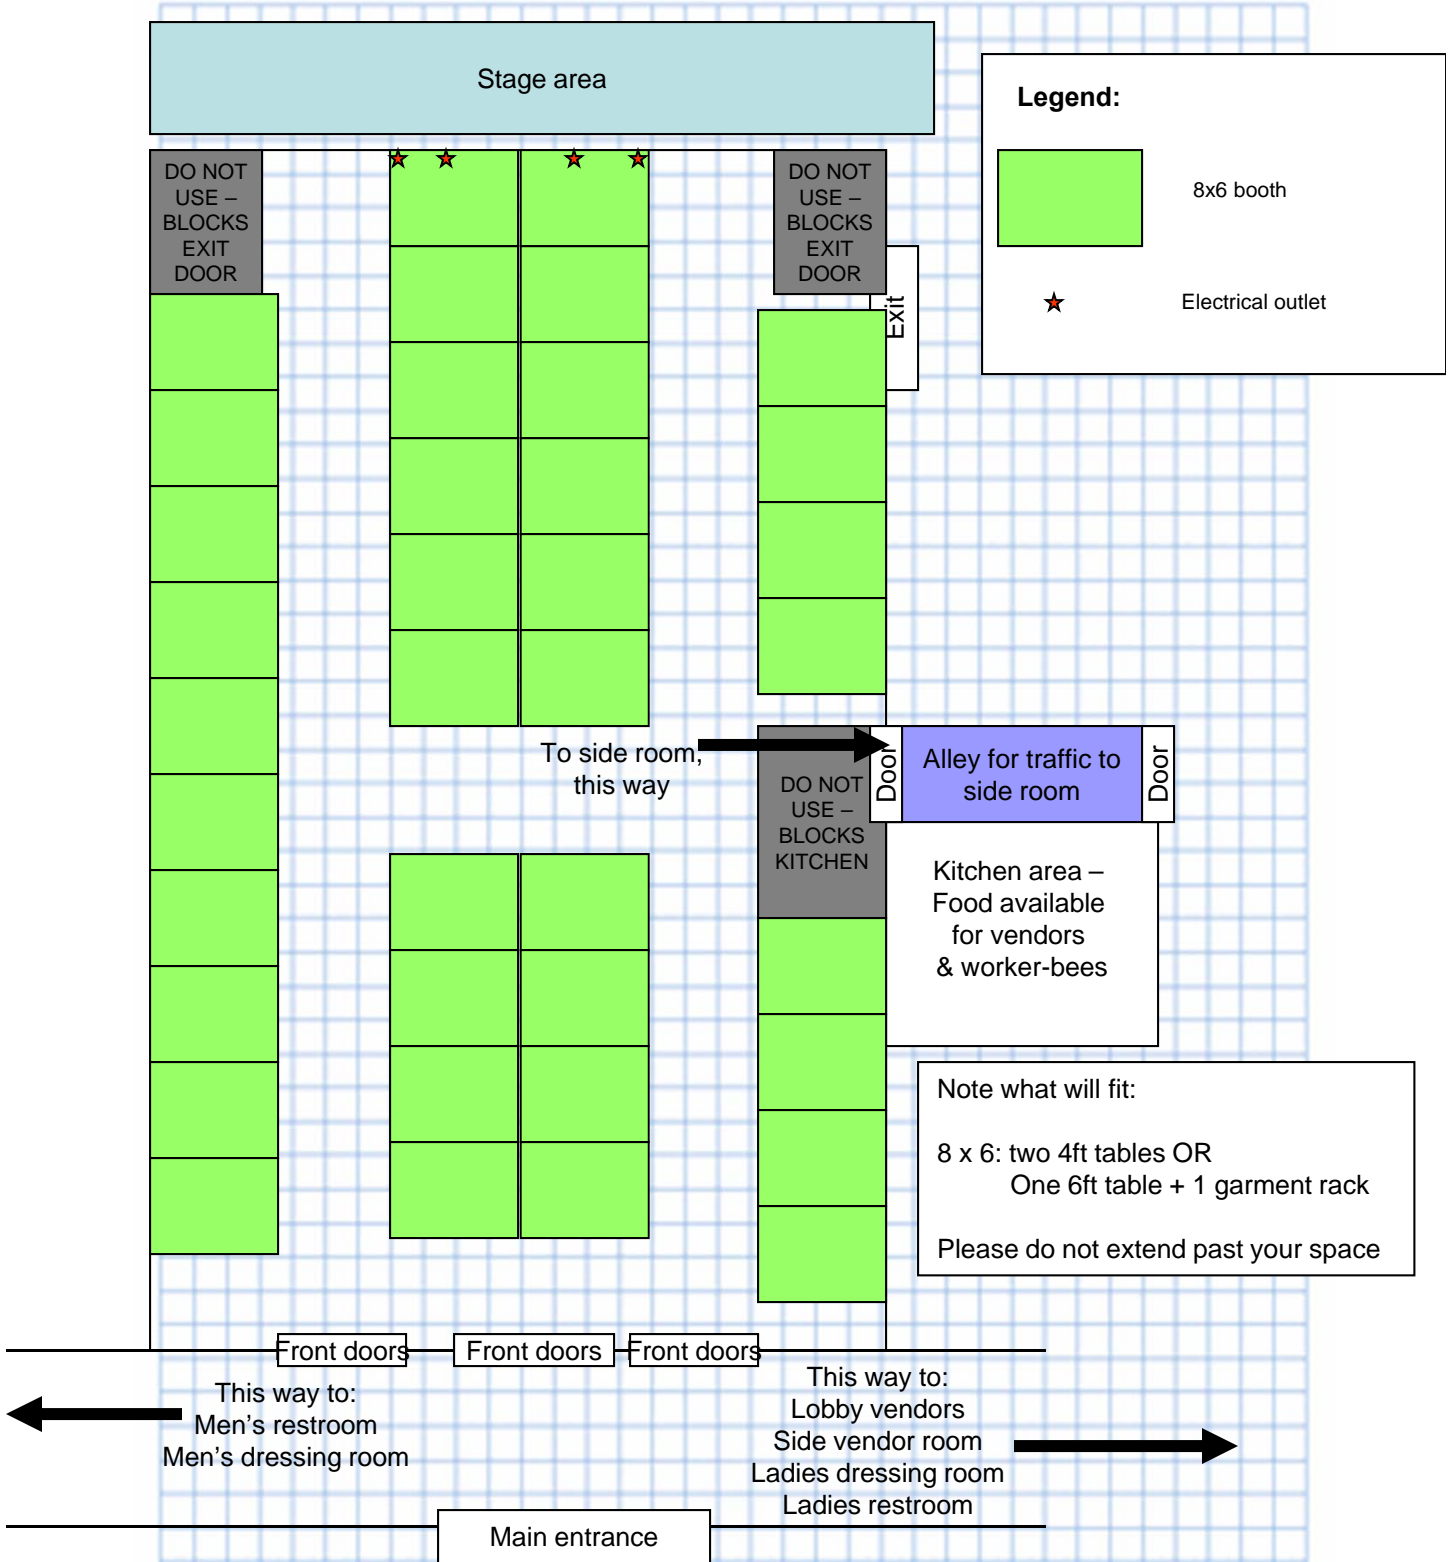 Stage area
Legend:
8x6 booth
Electrical outlet
DO NOT
USE –
BLOCKS
EXIT
DOOR
DO NOT
USE –
BLOCKS
EXIT
DOOR
Exit
To side room,
this way
DO NOT
USE –
BLOCKS
KITCHEN
Door
Alley for traffic to
side room
Door
Kitchen area –
Food available
for vendors
& worker-bees
Note what will fit:
8 x 6: two 4ft tables OR
One 6ft table + 1 garment rack
Please do not extend past your space
Front doors
Front doors
Front doors
This way to:
Men’s restroom
Men’s dressing room
This way to:
Lobby vendors
Side vendor room
Ladies dressing room
Ladies restroom
Main entrance